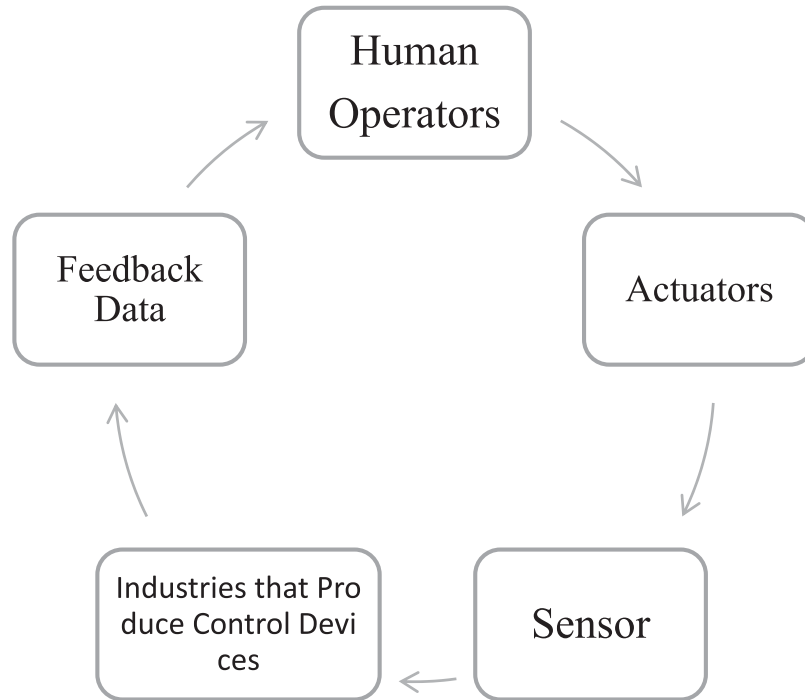 Human
Operators
Feedback
Data
Actuators
Industries that Pro
duce Control Devi
ces
Sensor